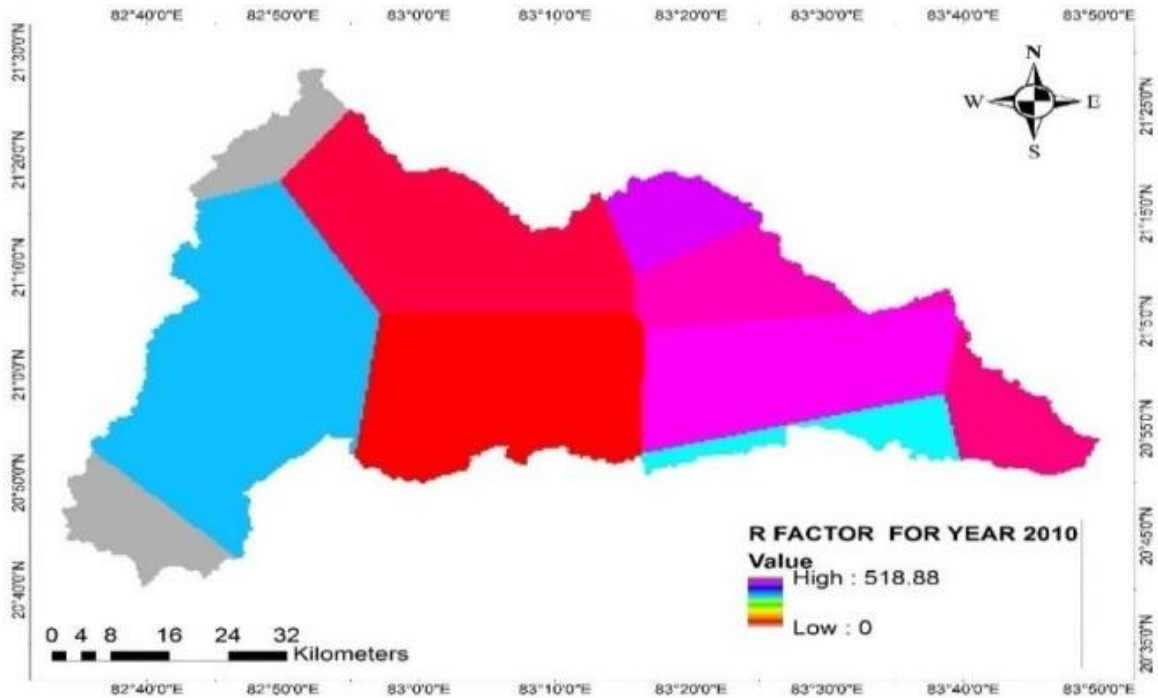 82°40'0"E 82°50'0"E 83°0'0"E 83°10'0"E 83°20'0"E 83°30'0"E 83°40'0"E 83°50'0"E
21°30'0"N
21°20'0"N
21°10'0"N
21°0'0"N
20°50'0"N
20°40'0"N
N
W E
S
21°25'0"N
21°15'0"N
21°5'0"N
20°55'0"N
20°45'0"N
20°35'0"N
R FACTOR FOR YEAR 2010
Value
High : 518.88
Low : 0
0 4 8 16 24 32
Kilometers
82°40'0"E 82°50'0"E 83°0'0"E 83°10'0"E 83°20'0"E 83°30'0"E 83°40'0"E 83°50'0"E